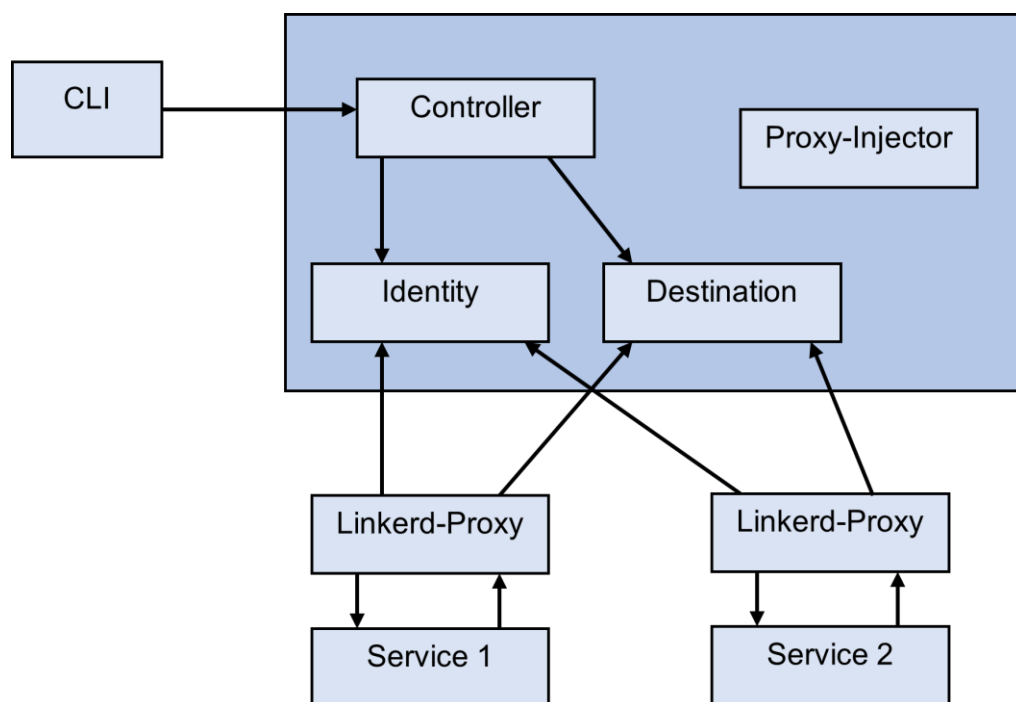 CLI
Controller
Proxy-Injector
Identity
Destination
Linkerd-Proxy
Linkerd-Proxy
Service 1
Service 2